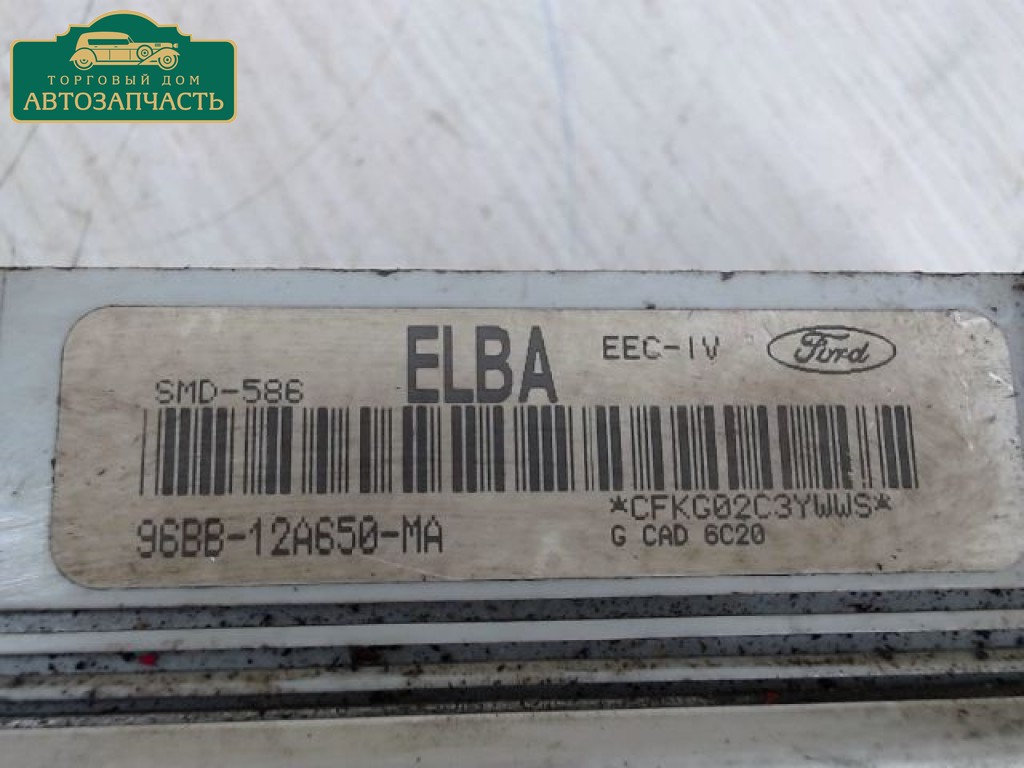 ТОРГОВЫЙ ДОМ
АВТОЗАПЧАСТЬ
SMD-586
ELBA
EEC-IV
Ford
*CFKG02C3YWWS*
96BB-12A650-MA
G CAD 6C20